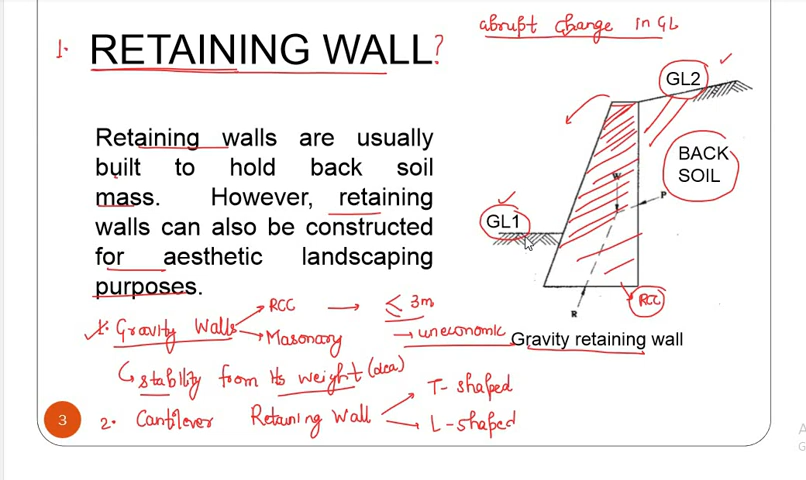 abrupt change in GL
1. RETAINING WALL?
Retaining walls are usually
built to hold back soil
mass. However, retaining
walls can also be constructed
for aesthetic landscaping
purposes.
GL2
BACK
SOIL
W
P
GL1
R
RCC
Gravity retaining wall
1. Gravity Walls
RCC → ≤ 3m
Masonary → uneconomic
↳ stability from its weight
2. Cantilever Retaining Wall
T- shaped
L- shaped
3